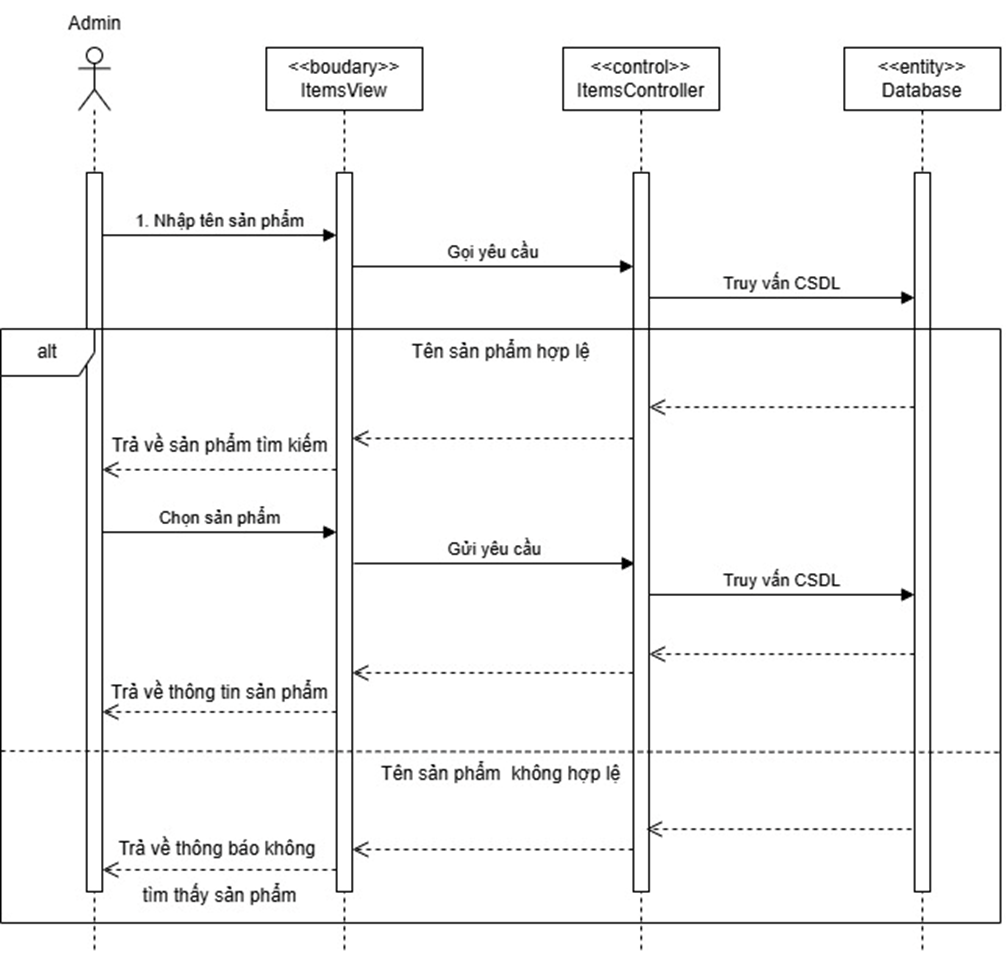 Admin
<<boudary>>
ItemsView
<<control>>
ItemsController
<<entity>>
Database
1. Nhập tên sản phẩm
Gọi yêu cầu
Truy vấn CSDL
alt
Tên sản phẩm hợp lệ
Trả về sản phẩm tìm kiếm
Chọn sản phẩm
Gửi yêu cầu
Truy vấn CSDL
Trả về thông tin sản phẩm
Tên sản phẩm không hợp lệ
Trả về thông báo không
tìm thấy sản phẩm